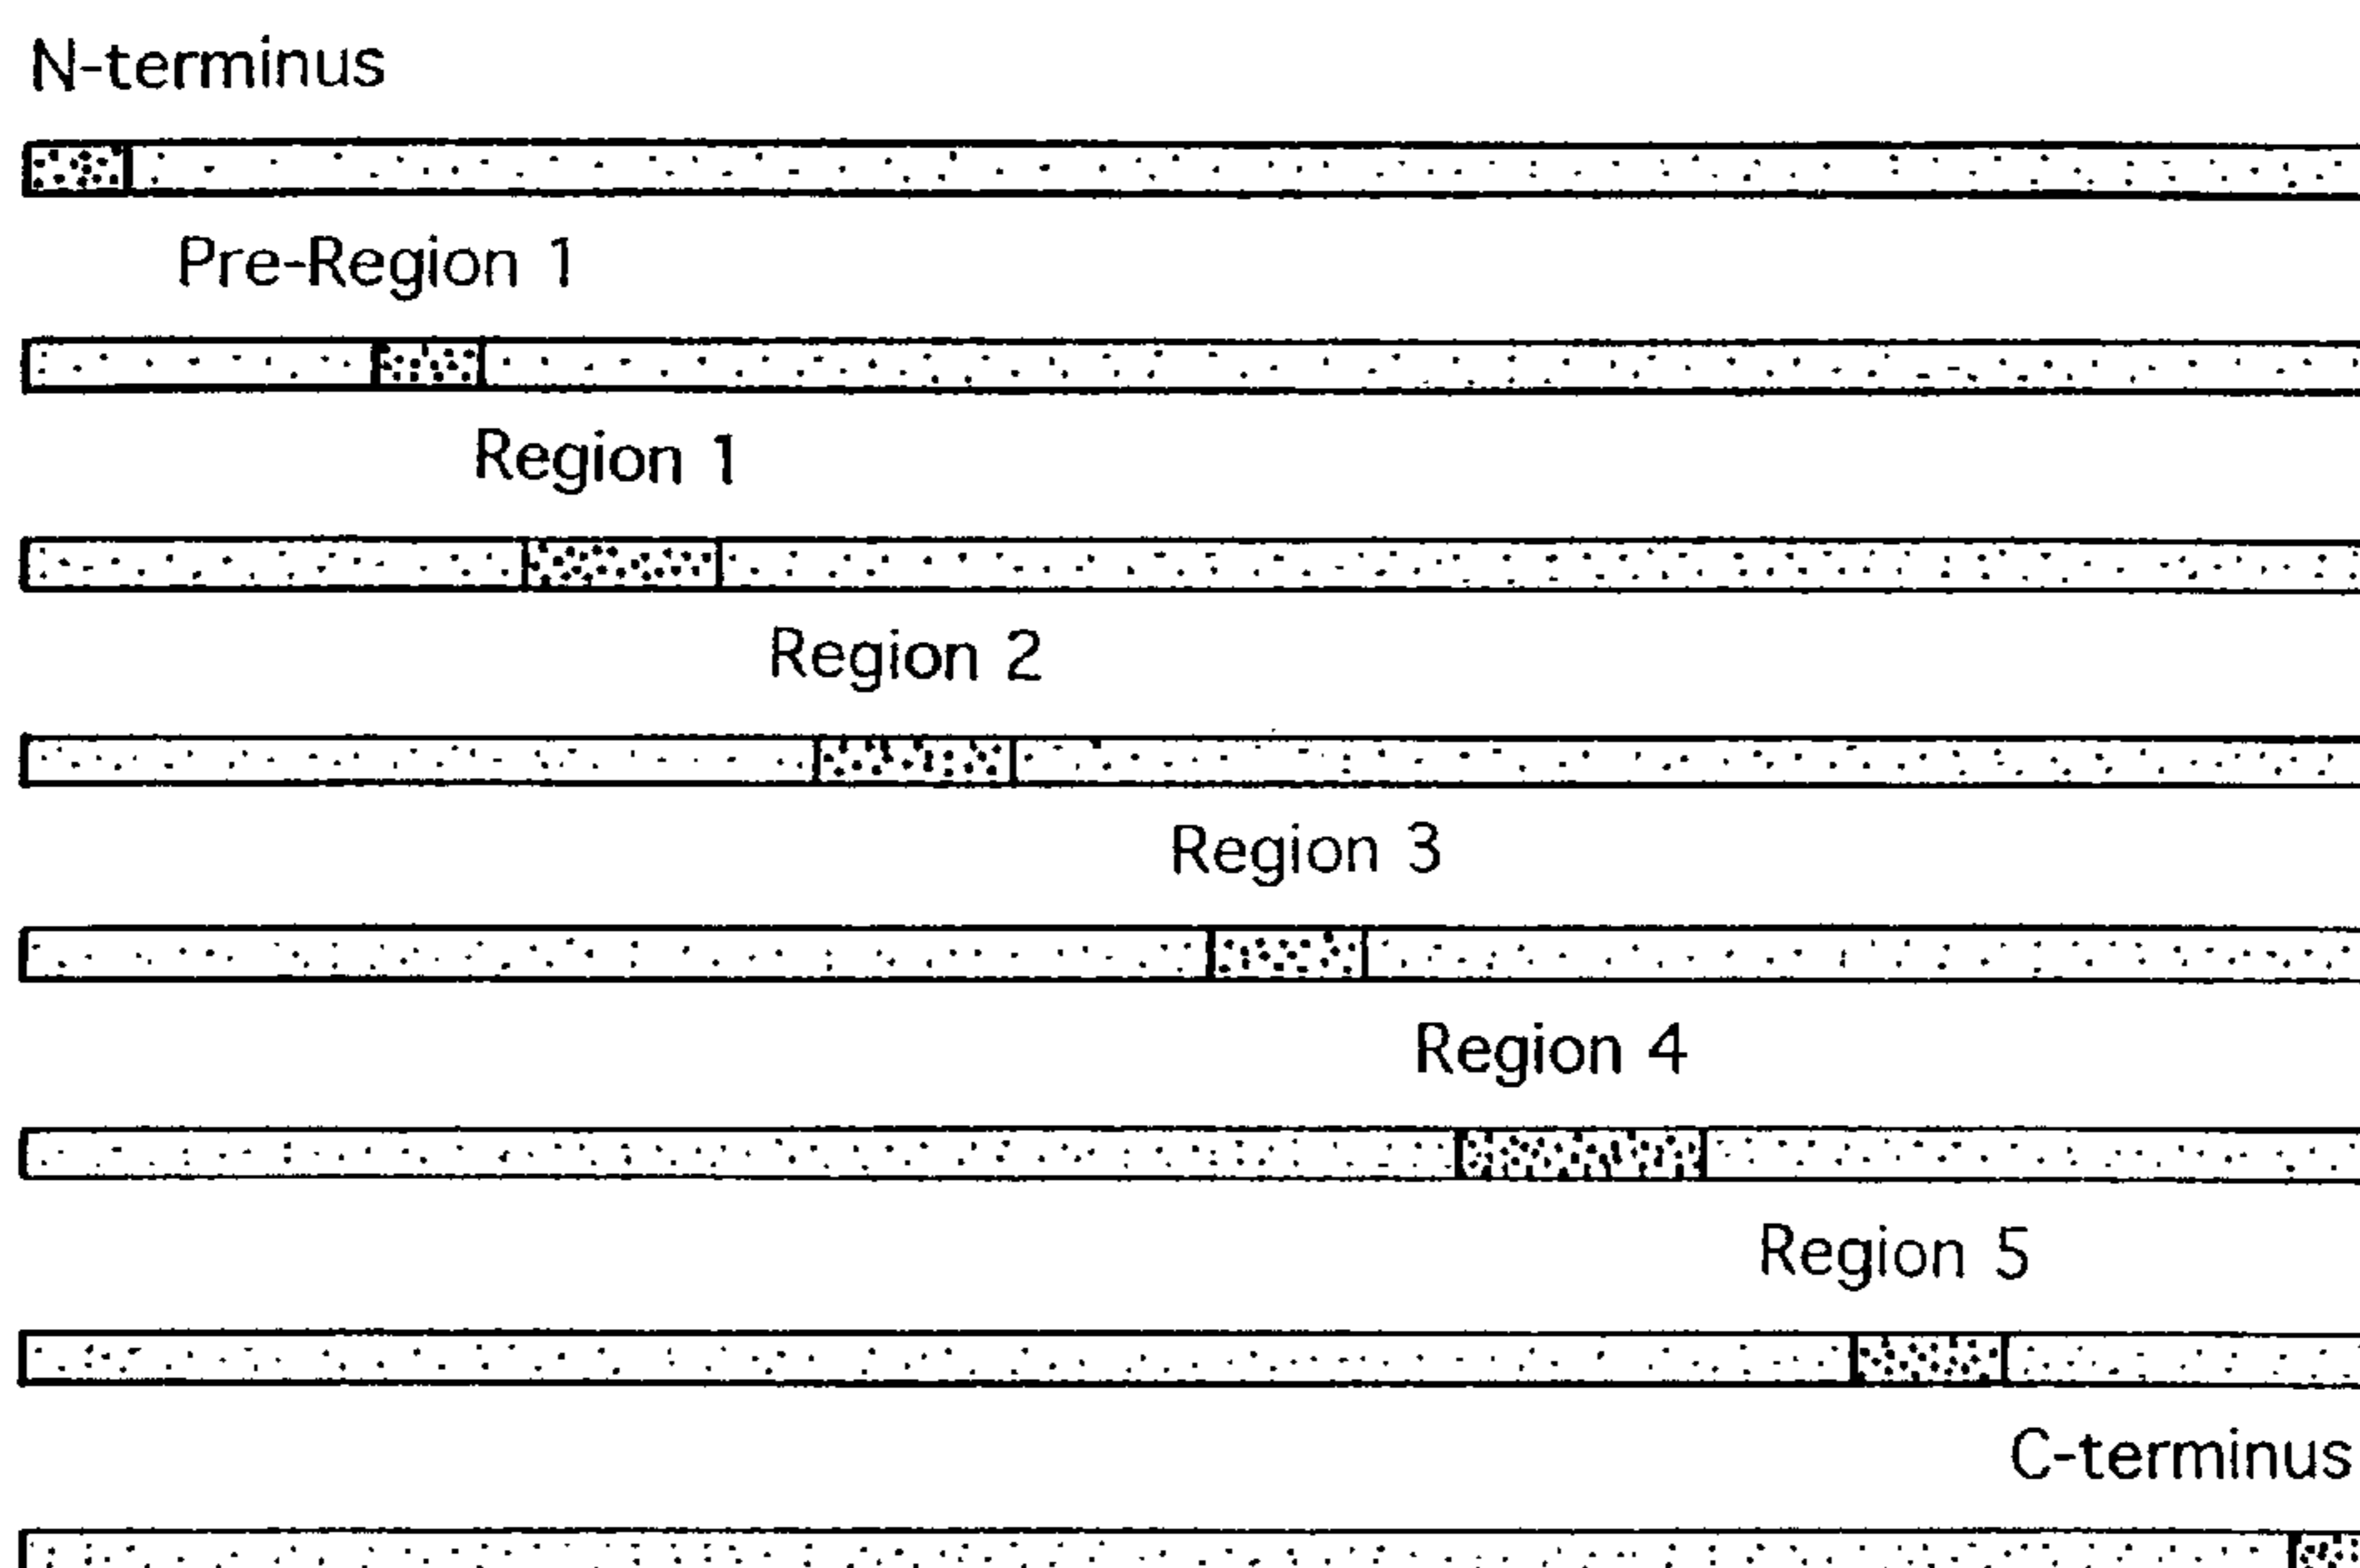 N-terminus
Pre-Region 1
Region 1
Region 2
Region 3
Region 4
Region 5
C-terminus